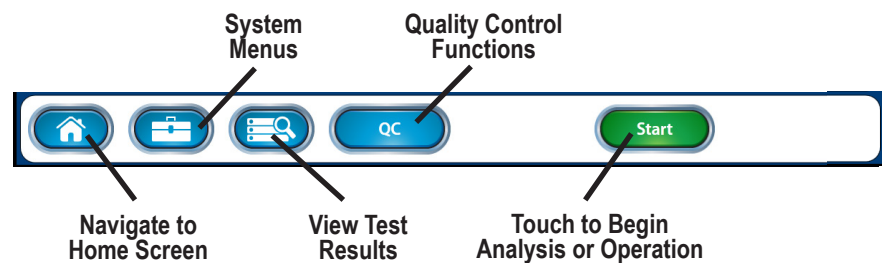 System
Menus
Quality Control
Functions
QC
Start
Navigate to
Home Screen
View Test
Results
Touch to Begin
Analysis or Operation